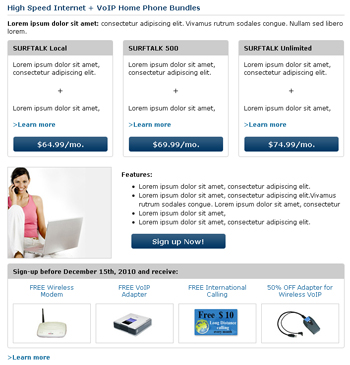 High Speed Internet + VoIP Home Phone Bundles
Lorem ipsum dolor sit amet: consectetur adipiscing elit. Vivamus rutrum sodales congue. Nullam sed libero
lorem.
SURFTALK Local
Lorem ipsum dolor sit amet,
consectetur adipiscing elit.
+
Lorem ipsum dolor sit amet,
>Learn more
$64.99/mo.
SURFTALK 500
Lorem ipsum dolor sit amet,
consectetur adipiscing elit.
+
Lorem ipsum dolor sit amet,
>Learn more
$69.99/mo.
SURFTALK Unlimited
Lorem ipsum dolor sit amet,
consectetur adipiscing elit.
+
Lorem ipsum dolor sit amet,
>Learn more
$74.99/mo.
Features:
• Lorem ipsum dolor sit amet, consectetur adipiscing elit.
• Lorem ipsum dolor sit amet, consectetur adipiscing elit.Vivamus
rutrum sodales congue. Lorem ipsum dolor sit amet, consectetur
• Lorem ipsum dolor sit amet,
• Lorem ipsum dolor sit amet, consectetur adipiscing elit.
Sign up Now!
Sign-up before December 15th, 2010 and receive:
FREE Wireless
Modem
FREE VoIP
Adapter
FREE International
Calling
Free $10
Long Distance
calling
50% OFF Adapter for
Wireless VoIP
>Learn more